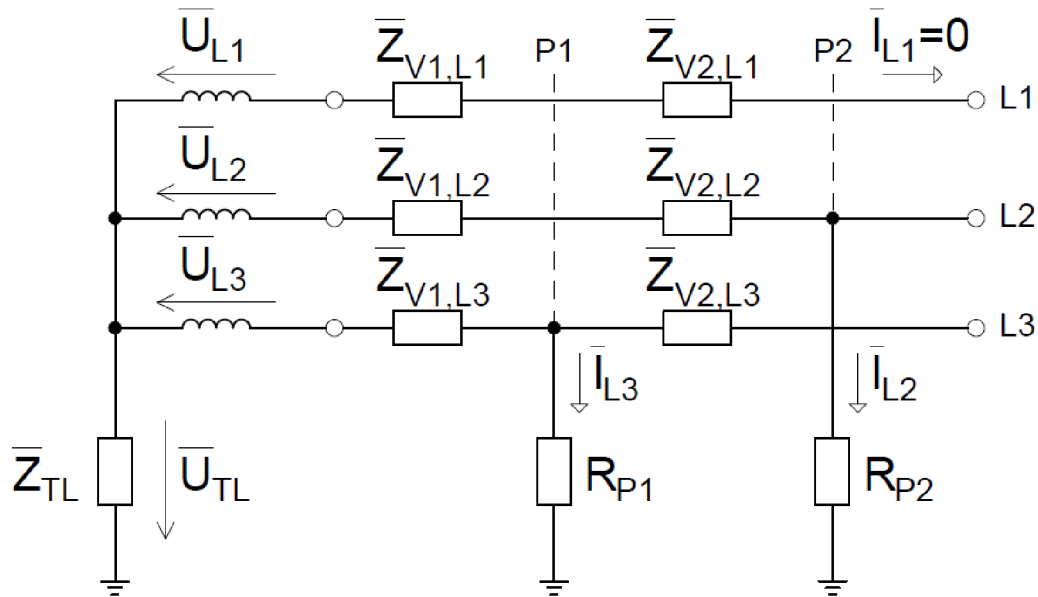 U̅L1 Z̅V1,L1 P1 Z̅V2,L1 P2 I̅L1=0 L1
U̅L2 Z̅V1,L2 Z̅V2,L2 L2
U̅L3 Z̅V1,L3 Z̅V2,L3 L3
I̅L3 I̅L2
Z̅TL U̅TL RP1 RP2